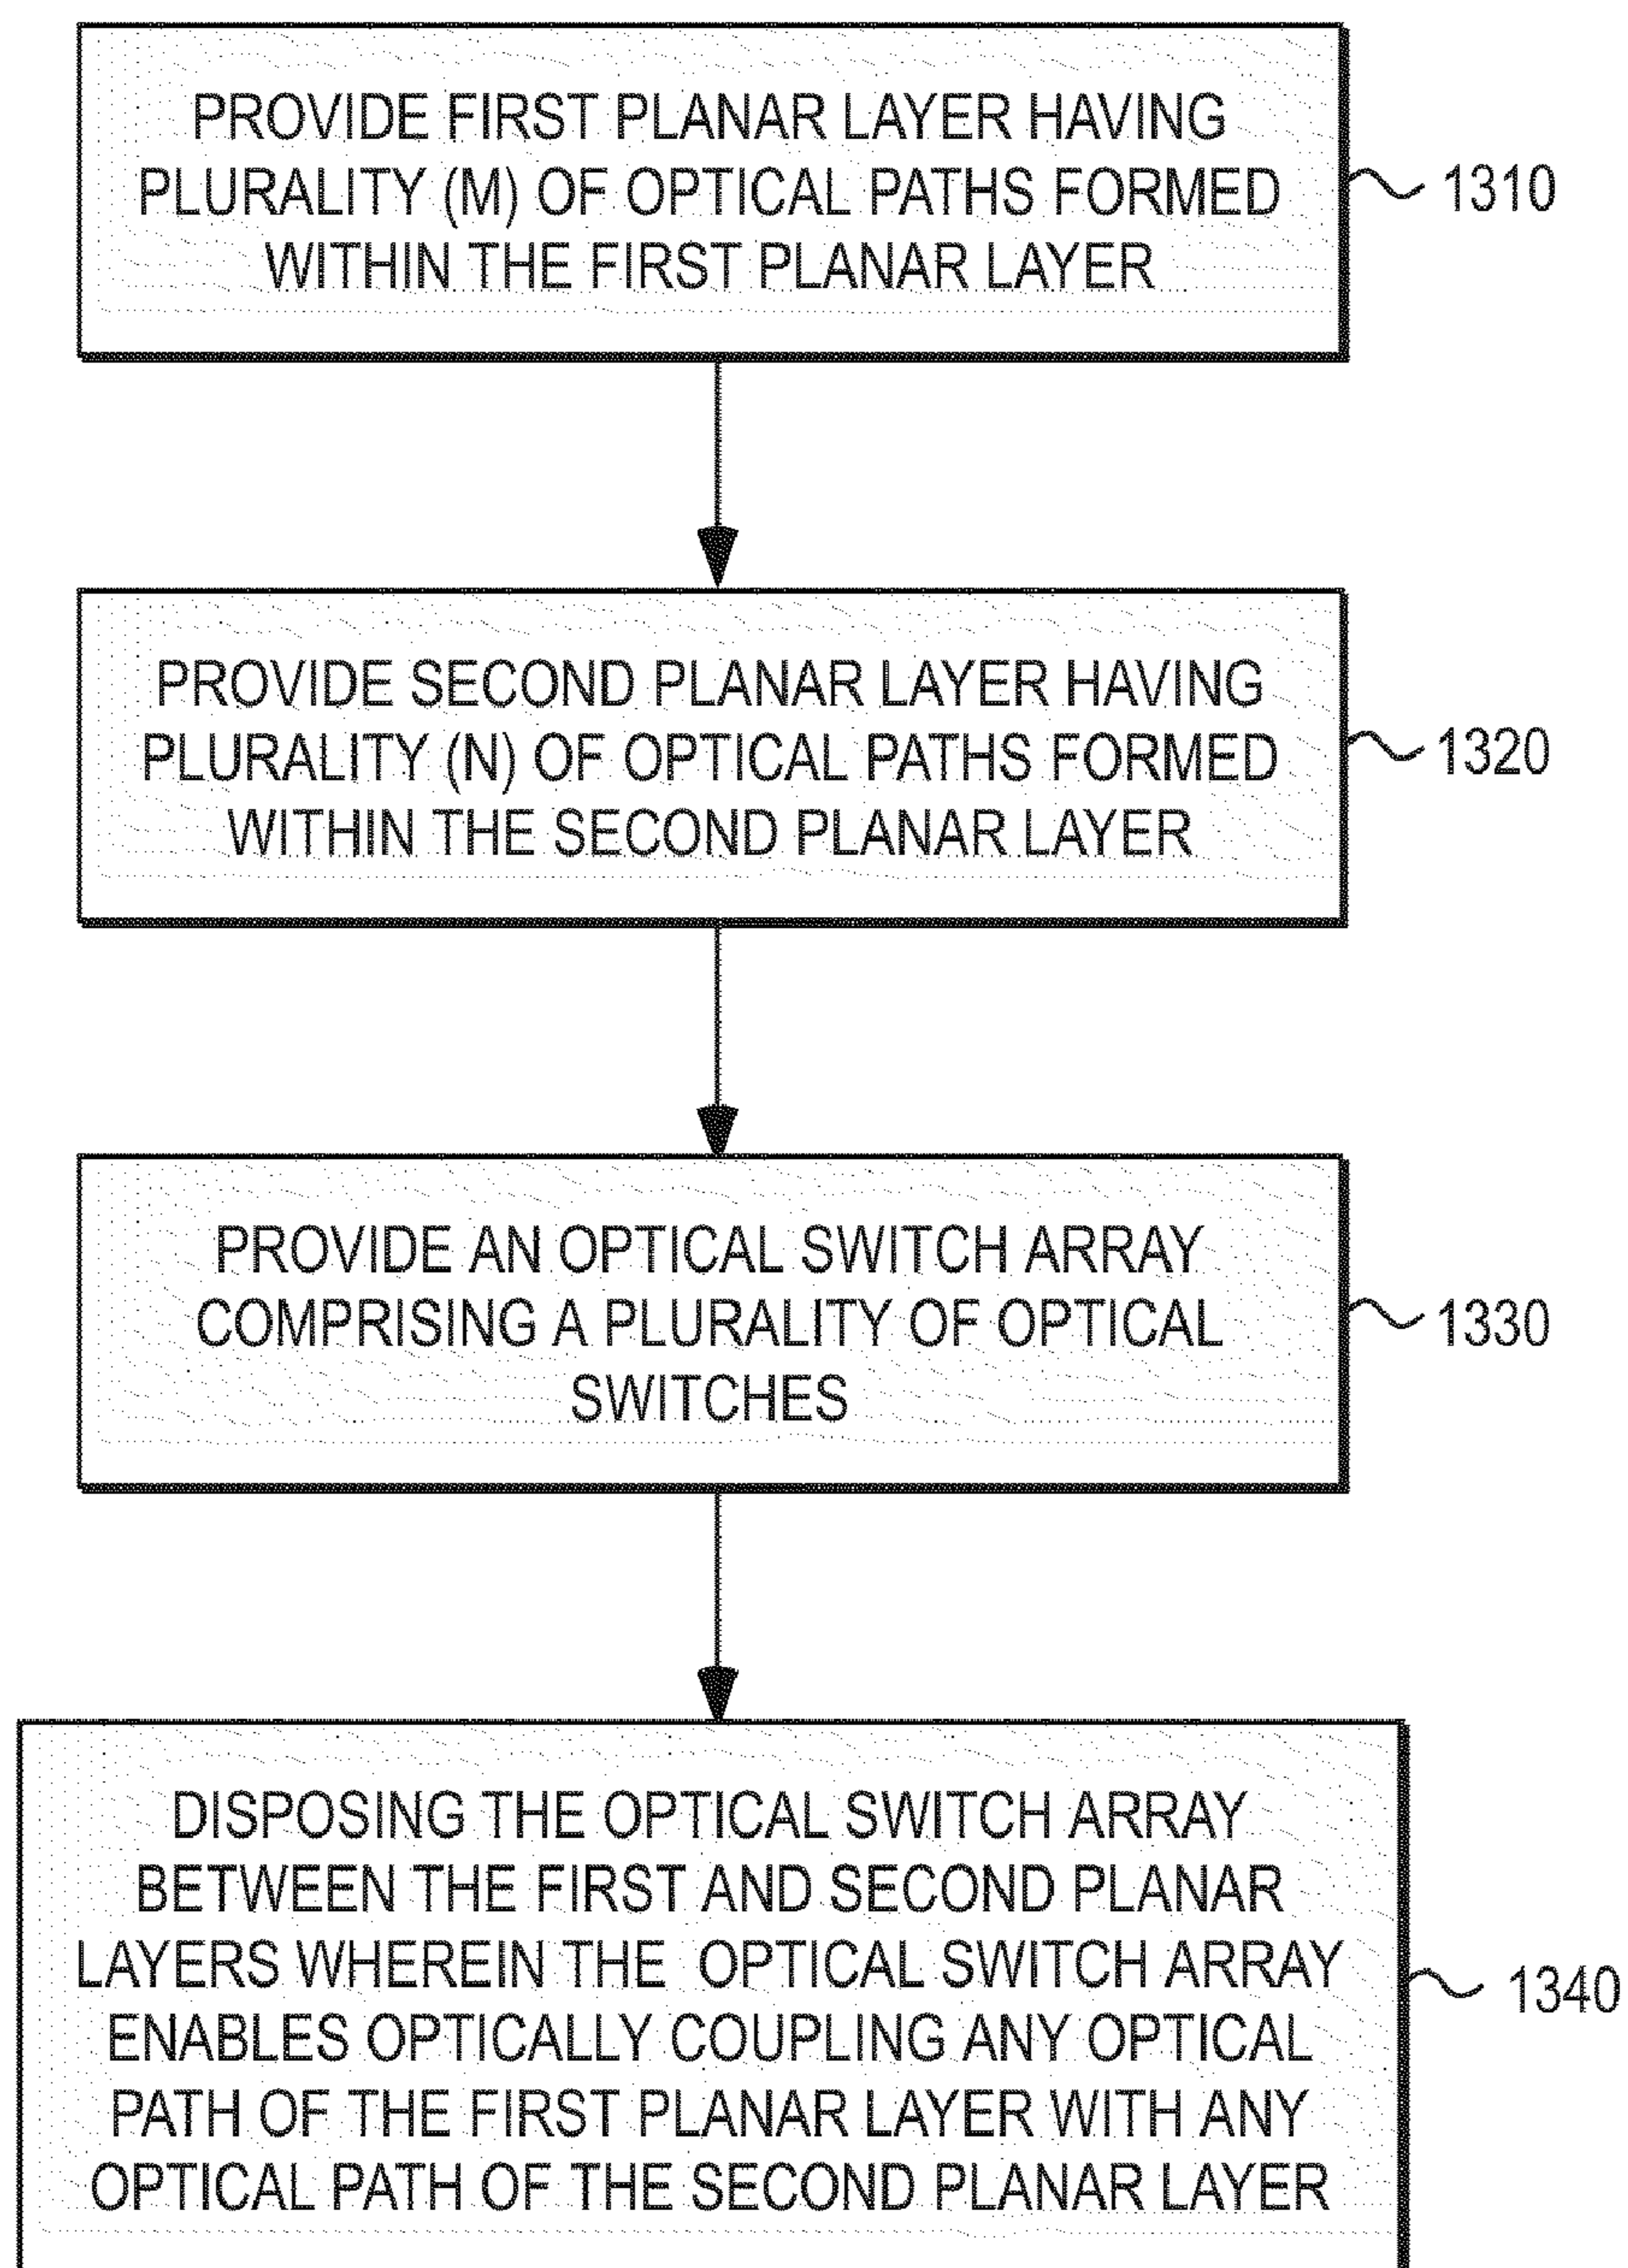 PROVIDE FIRST PLANAR LAYER HAVING
PLURALITY (M) OF OPTICAL PATHS FORMED
WITHIN THE FIRST PLANAR LAYER
1310
PROVIDE SECOND PLANAR LAYER HAVING
PLURALITY (N) OF OPTICAL PATHS FORMED
WITHIN THE SECOND PLANAR LAYER
1320
PROVIDE AN OPTICAL SWITCH ARRAY
COMPRISING A PLURALITY OF OPTICAL
SWITCHES
1330
DISPOSING THE OPTICAL SWITCH ARRAY
BETWEEN THE FIRST AND SECOND PLANAR
LAYERS WHEREIN THE OPTICAL SWITCH ARRAY
ENABLES OPTICALLY COUPLING ANY OPTICAL
PATH OF THE FIRST PLANAR LAYER WITH ANY
OPTICAL PATH OF THE SECOND PLANAR LAYER
1340